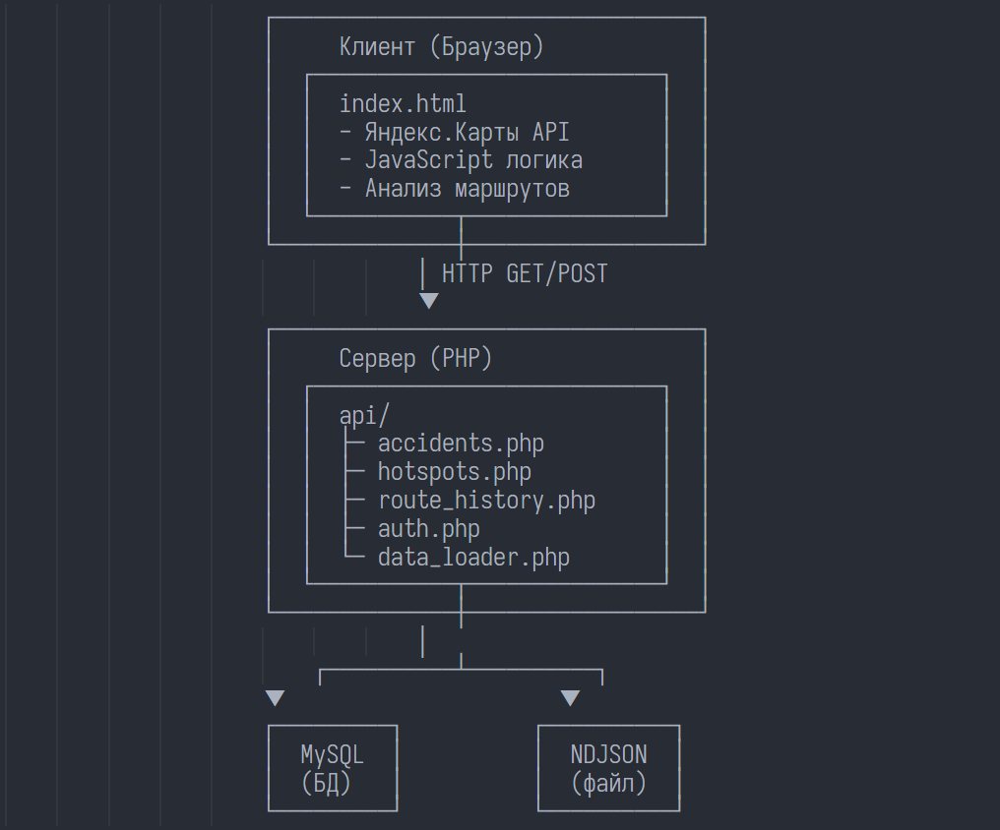 Клиент (Браузер)
index.html
- Яндекс.Карты API
- JavaScript логика
- Анализ маршрутов
HTTP GET/POST
Сервер (PHP)
api/
├─ accidents.php
├─ hotspots.php
├─ route_history.php
├─ auth.php
└─ data_loader.php
MySQL NDJSON
(БД) (файл)